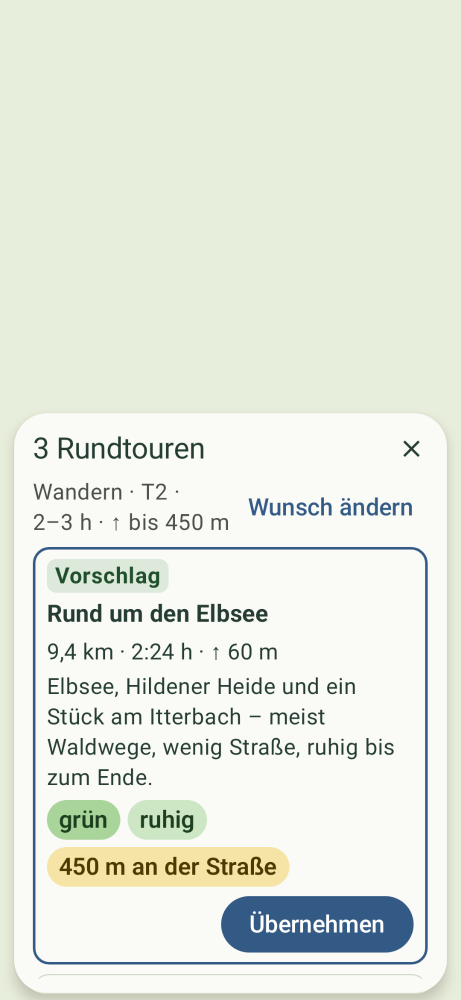 3 Rundtouren
Wandern · T2 ·
2–3 h · ↑ bis 450 m
Wunsch ändern
Vorschlag
Rund um den Elbsee
9,4 km · 2:24 h · ↑ 60 m
Elbsee, Hildener Heide und ein
Stück am Itterbach – meist
Waldwege, wenig Straße, ruhig bis
zum Ende.
grün ruhig
450 m an der Straße
Übernehmen